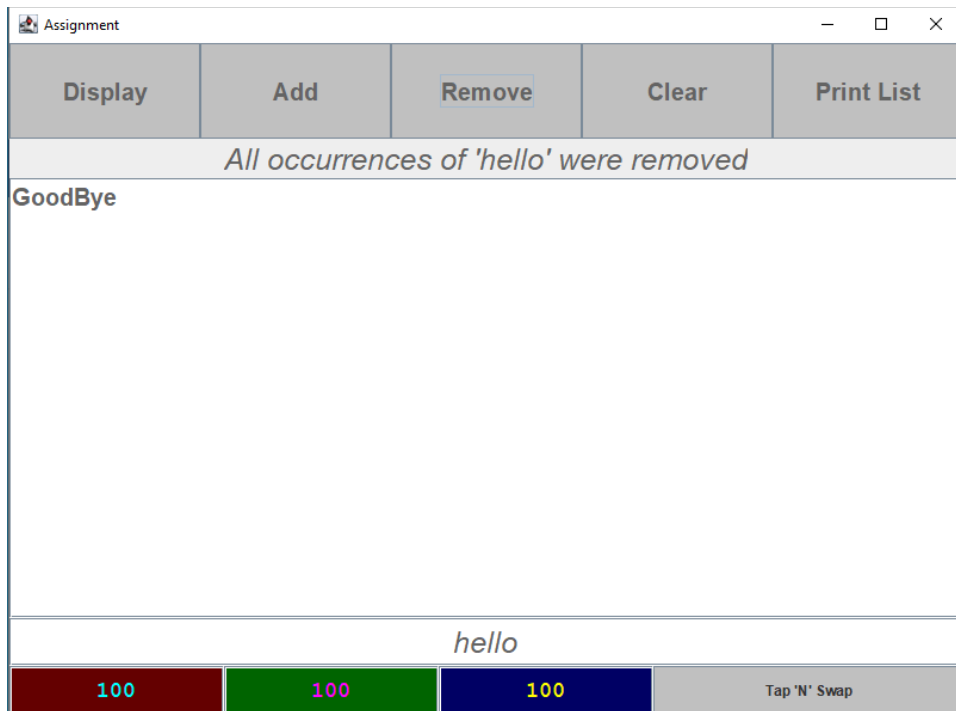 Assignment
Display Add Remove Clear Print List
All occurrences of 'hello' were removed
GoodBye
hello
100 100 100 Tap 'N' Swap